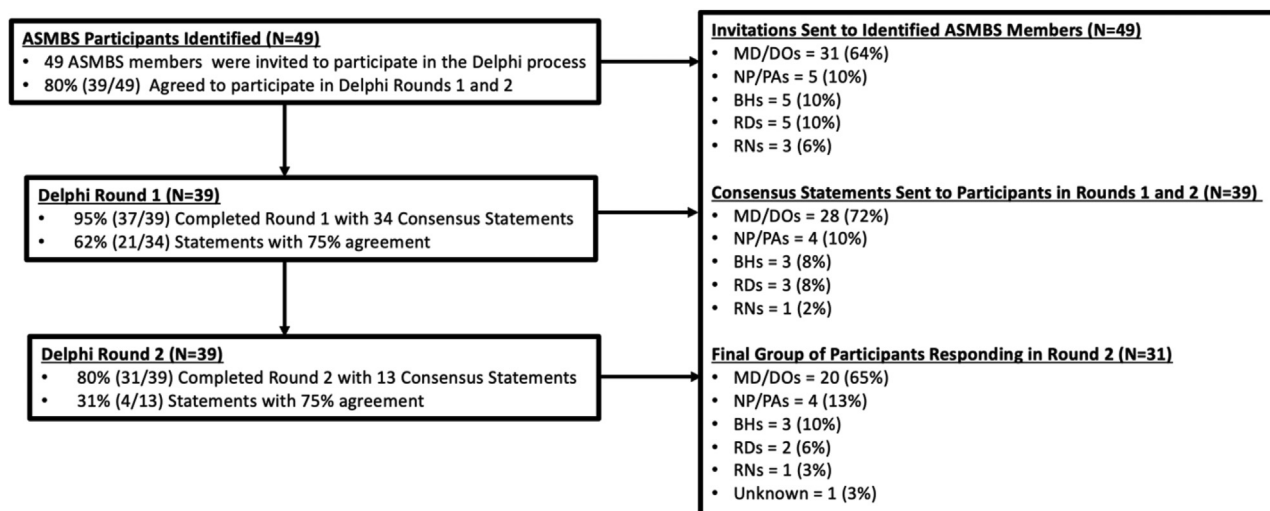 ASMBS Participants Identified (N=49)
• 49 ASMBS members were invited to participate in the Delphi process
• 80% (39/49) Agreed to participate in Delphi Rounds 1 and 2
Delphi Round 1 (N=39)
• 95% (37/39) Completed Round 1 with 34 Consensus Statements
• 62% (21/34) Statements with 75% agreement
Delphi Round 2 (N=39)
• 80% (31/39) Completed Round 2 with 13 Consensus Statements
• 31% (4/13) Statements with 75% agreement
Invitations Sent to Identified ASMBS Members (N=49)
• MD/DOs = 31 (64%)
• NP/PAs = 5 (10%)
• BHs = 5 (10%)
• RDs = 5 (10%)
• RNs = 3 (6%)
Consensus Statements Sent to Participants in Rounds 1 and 2 (N=39)
• MD/DOs = 28 (72%)
• NP/PAs = 4 (10%)
• BHs = 3 (8%)
• RDs = 3 (8%)
• RNs = 1 (2%)
Final Group of Participants Responding in Round 2 (N=31)
• MD/DOs = 20 (65%)
• NP/PAs = 4 (13%)
• BHs = 3 (10%)
• RDs = 2 (6%)
• RNs = 1 (3%)
• Unknown = 1 (3%)